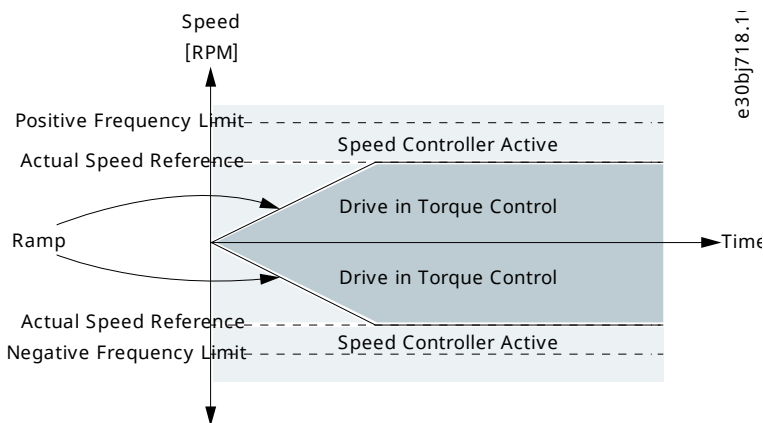 Speed
[RPM]
e30bj718.1
Positive Frequency Limit
Speed Controller Active
Actual Speed Reference
Drive in Torque Control
Ramp
Time
Drive in Torque Control
Actual Speed Reference
Speed Controller Active
Negative Frequency Limit